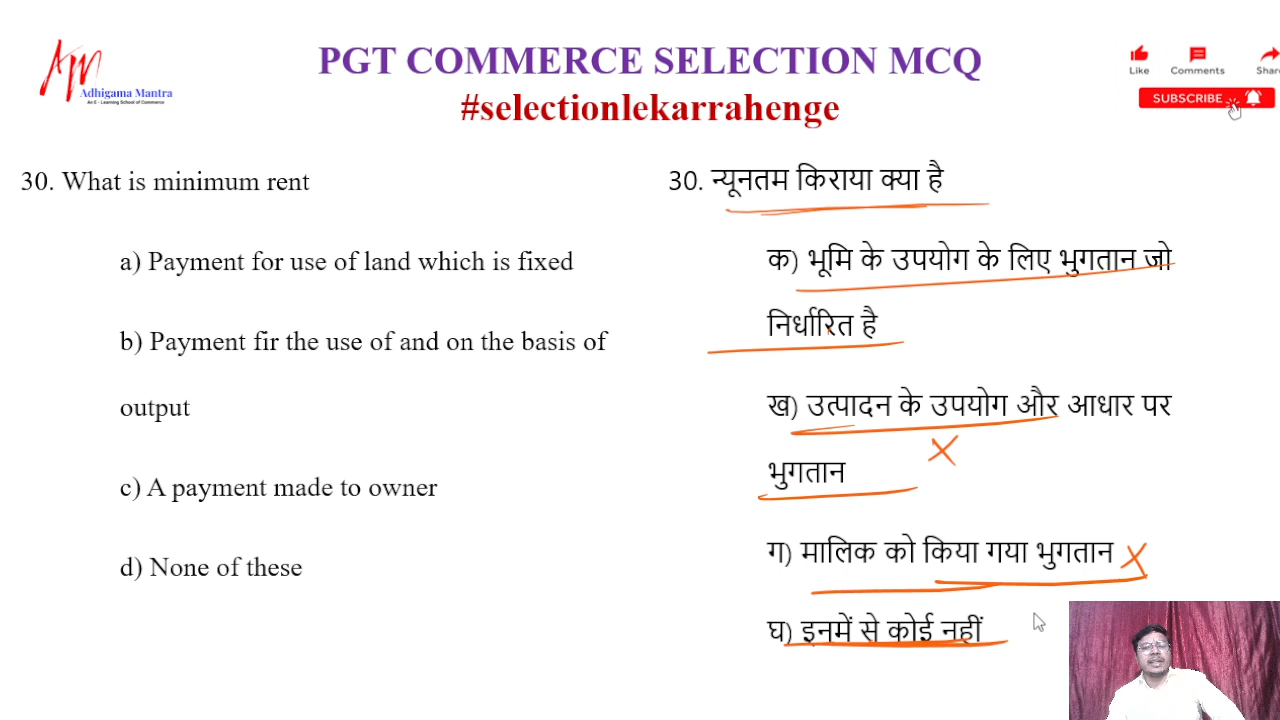 PGT COMMERCE SELECTION MCQ
#selectionlekarrahenge
Adhigama Mantra
An E - Learning School of Commerce
Like
Comments
Share
SUBSCRIBE
30. What is minimum rent
a) Payment for use of land which is fixed
b) Payment fir the use of and on the basis of
output
c) A payment made to owner
d) None of these
30. न्यूनतम किराया क्या है
क) भूमि के उपयोग के लिए भुगतान जो
निर्धारित है
ख) उत्पादन के उपयोग और आधार पर
भुगतान
ग) मालिक को किया गया भुगतान
घ) इनमें से कोई नहीं